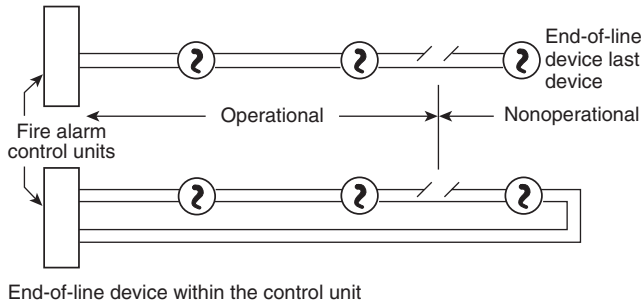 End-of-line
device last
device
Operational
Nonoperational
Fire alarm
control units
End-of-line device within the control unit